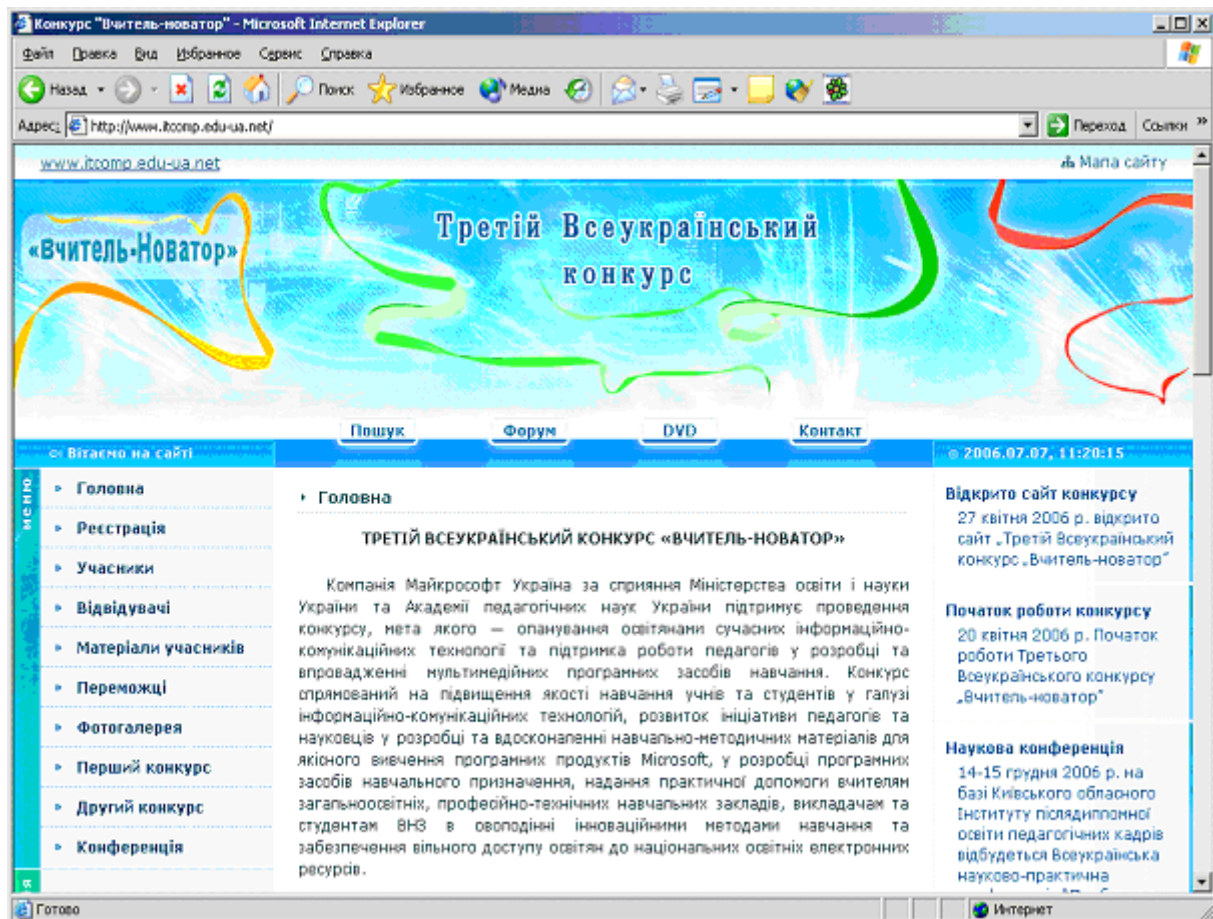 Конкурс "Вчитель-новатор" - Microsoft Internet Explorer
Файл Правка Вид Избранное Сервис Справка
Назад Поиск Избранное Медиа
Адрес: http://www.itcomp.edu-ua.net/ Переход Ссылки »
www.itcomp.edu-ua.net Мапа сайту
«Вчитель-Новатор»
Третій Всеукраїнський
конкурс
Пошук Форум DVD Контакт
Вітаємо на сайті
2006.07.07, 11:20:15
меню
Головна
Реєстрація
Учасники
Відвідувачі
Матеріали учасників
Переможці
Фотогалерея
Перший конкурс
Другий конкурс
Конференція
Головна
ТРЕТІЙ ВСЕУКРАЇНСЬКИЙ КОНКУРС «ВЧИТЕЛЬ-НОВАТОР»
Компанія Майкрософт Україна за сприяння Міністерства освіти і науки
України та Академії педагогічних наук України підтримує проведення
конкурсу, мета якого — опанування освітянами сучасних інформаційно-
комунікаційних технології та підтримка роботи педагогів у розробці та
впровадженні мультимедійних програмних засобів навчання. Конкурс
спрямований на підвищення якості навчання учнів та студентів у галузі
інформаційно-комунікаційних технологій, розвиток ініціативи педагогів та
науковців у розробці та вдосконаленні навчально-методичних матеріалів для
якісного вивчення програмних продуктів Microsoft, у розробці програмних
засобів навчального призначення, надання практичної допомоги вчителям
загальноосвітніх, професійно-технічних навчальних закладів, викладачам та
студентам ВНЗ в оволодінні інноваційними методами навчання та
забезпечення вільного доступу освітян до національних освітніх електронних
ресурсів.
Відкрито сайт конкурсу
27 квітня 2006 р. відкрито
сайт „Третій Всеукраїнський
конкурс „Вчитель-новатор"
Початок роботи конкурсу
20 квітня 2006 р. Початок
роботи Третього
Всеукраїнського конкурсу
„Вчитель-новатор"
Наукова конференція
14-15 грудня 2006 р. на
базі Київського обласного
Інституту післядипломної
освіти педагогічних кадрів
відбудеться Всеукраїнська
науково-практична
Готово Интернет